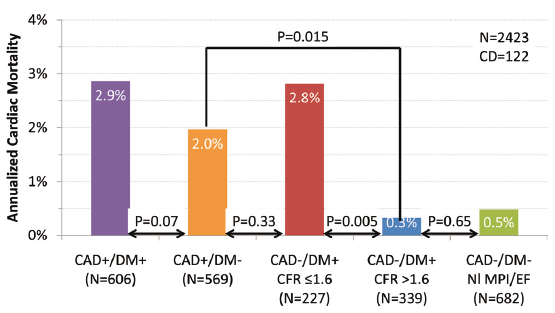 Annualized Cardiac Mortality
4%
3%
2%
1%
0%
P=0.015
N=2423
CD=122
2.9%
2.0%
2.8%
0.3%
0.5%
P=0.07
P=0.33
P=0.005
P=0.65
CAD+/DM+
(N=606)
CAD+/DM-
(N=569)
CAD-/DM+
CFR ≤1.6
(N=227)
CAD-/DM+
CFR >1.6
(N=339)
CAD-/DM-
Nl MPI/EF
(N=682)